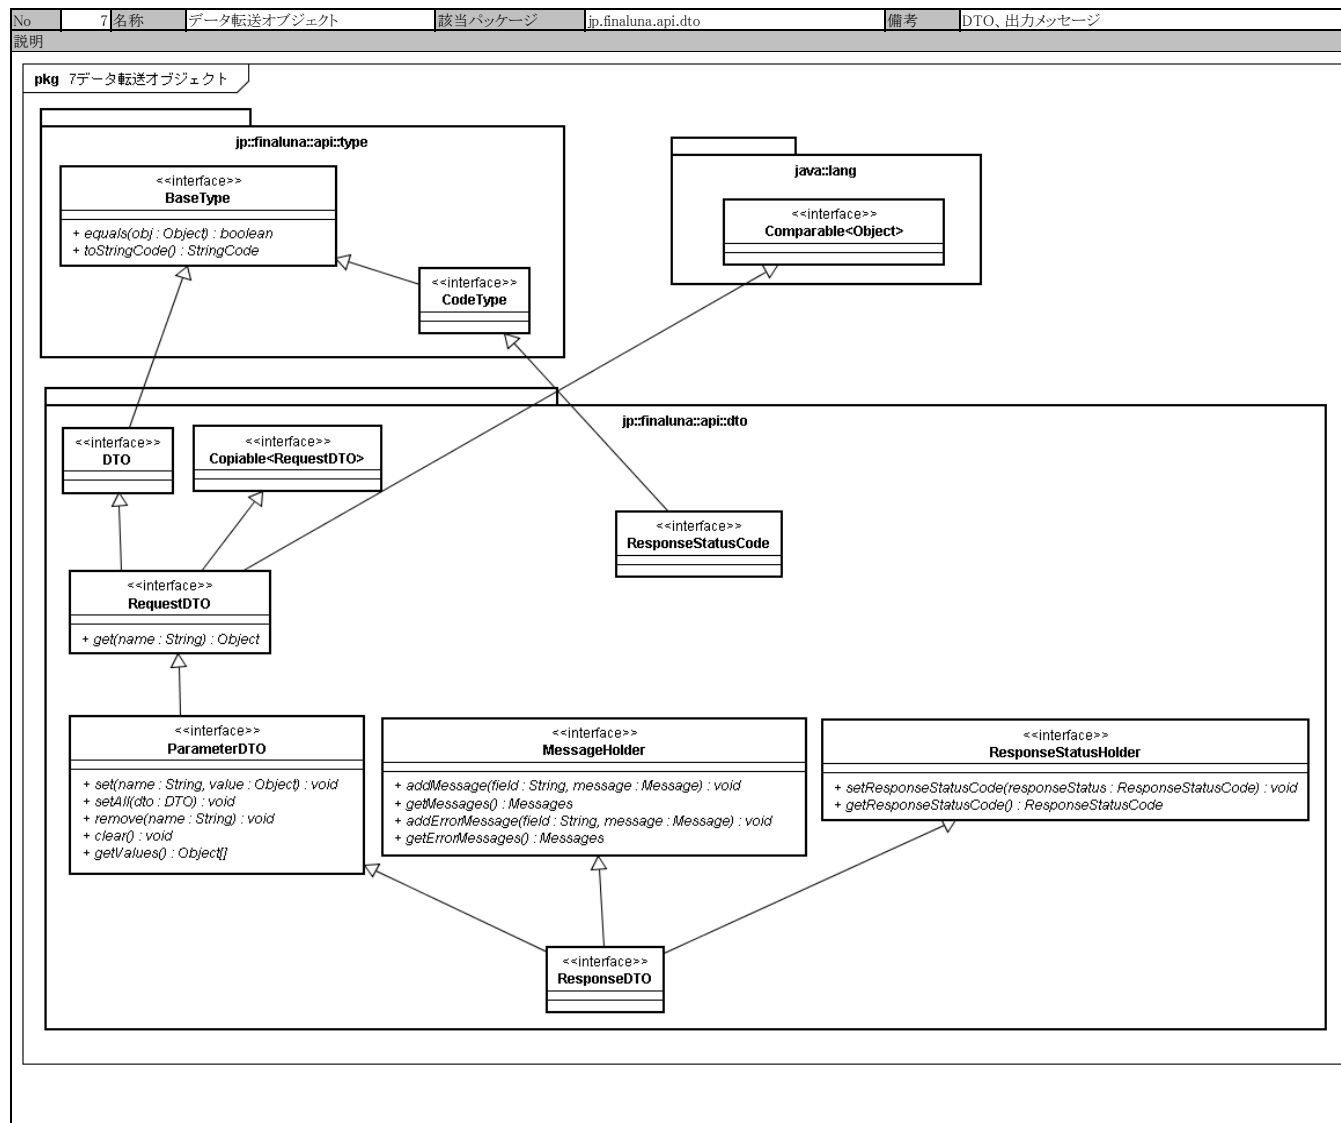 No 7 名称 データ転送オブジェクト 該当パッケージ jp.finaluna.api.dto 備考 DTO、出力メッセージ
説明
pkg 7データ転送オブジェクト
jp::finaluna::api::type
<<interface>>
BaseType
+ equals(obj : Object) : boolean
+ toStringCode() : StringCode
<<interface>>
CodeType
java::lang
<<interface>>
Comparable<Object>
jp::finaluna::api::dto
<<interface>>
DTO
<<interface>>
Copiable<RequestDTO>
<<interface>>
ResponseStatusCode
<<interface>>
RequestDTO
+ get(name : String) : Object
<<interface>>
ParameterDTO
+ set(name : String, value : Object) : void
+ setAll(dto : DTO) : void
+ remove(name : String) : void
+ clear() : void
+ getValues() : Object[]
<<interface>>
MessageHolder
+ addMessage(field : String, message : Message) : void
+ getMessages() : Messages
+ addErrorMessage(field : String, message : Message) : void
+ getErrorMessages() : Messages
<<interface>>
ResponseStatusHolder
+ setResponseStatusCode(responseStatus : ResponseStatusCode) : void
+ getResponseStatusCode() : ResponseStatusCode
<<interface>>
ResponseDTO